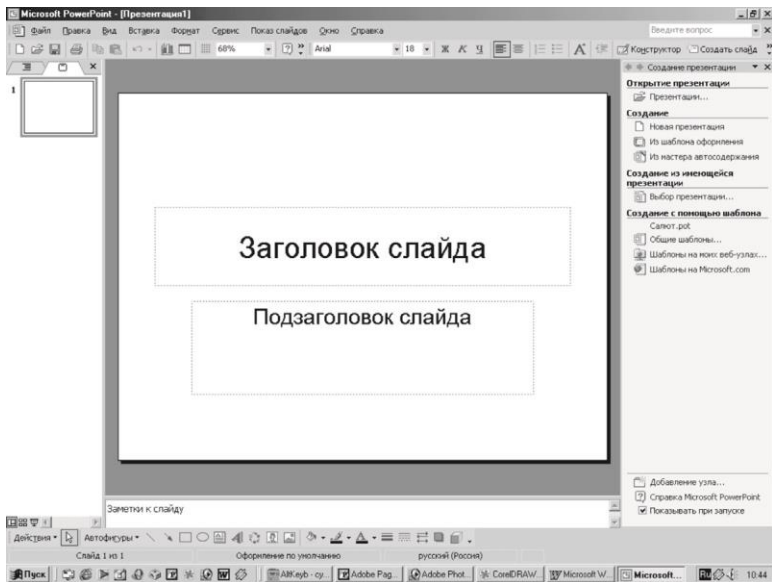 Microsoft PowerPoint - [Презентация1]
Файл Правка Вид Вставка Формат Сервис Показ слайдов Окно Справка Введите вопрос
68% Arial 18 Ж К Ч Конструктор Создать слайд
Создание презентации
1
Открытие презентации
Презентации...
Создание
Новая презентация
Из шаблона оформления
Из мастера автосодержания
Создание из имеющейся
презентации
Выбор презентации...
Создание с помощью шаблона
Салют.pot
Общие шаблоны...
Шаблоны на моих веб-узлах...
Шаблоны на Microsoft.com
Заголовок слайда
Подзаголовок слайда
Добавление узла...
Справка Microsoft PowerPoint
Показывать при запуске
Заметки к слайду
Действия Автофигуры
Слайд 1 из 1 Оформление по умолчанию русский (Россия)
Пуск AltKeyb - су... Adobe Pag... Adobe Phot... CorelDRAW... Microsoft W... Microsoft... Ru 10:44